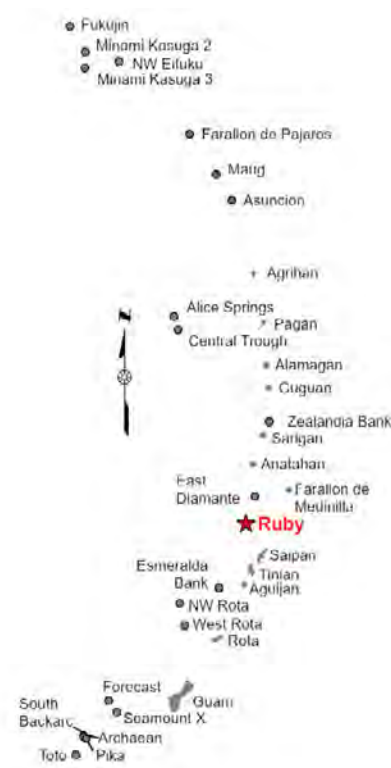 Fukujin
Minami Kasuga 2
NW Eifuku
Minami Kasuga 3
Farallon de Pajaros
Maug
Asuncion
Agrihan
N
Alice Springs
Pagan
Central Trough
Alamagan
Guguan
Zealandia Bank
Sarigan
Anatahan
East
Diamante
Farallon de
Medinilla
Ruby
Saipan
Tinian
Aguijan
Esmeralda
Bank
NW Rota
West Rota
Rota
Forecast
Guam
Seamount X
South
Backarc
Archaean
Toto
Pika